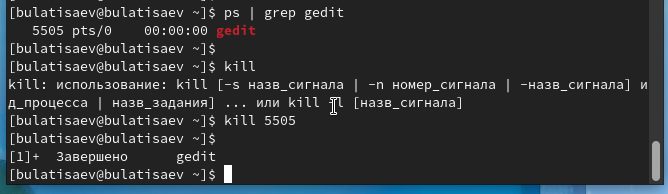 [bulatisaev@bulatisaev ~]$ ps | grep gedit
   5505 pts/0    00:00:00 gedit
[bulatisaev@bulatisaev ~]$
[bulatisaev@bulatisaev ~]$ kill
kill: использование: kill [-s назв_сигнала | -n номер_сигнала | -назв_сигнала] и
д_процесса | назв_задания] ... или kill -l [назв_сигнала]
[bulatisaev@bulatisaev ~]$ kill 5505
[bulatisaev@bulatisaev ~]$
[1]+  Завершено      gedit
[bulatisaev@bulatisaev ~]$